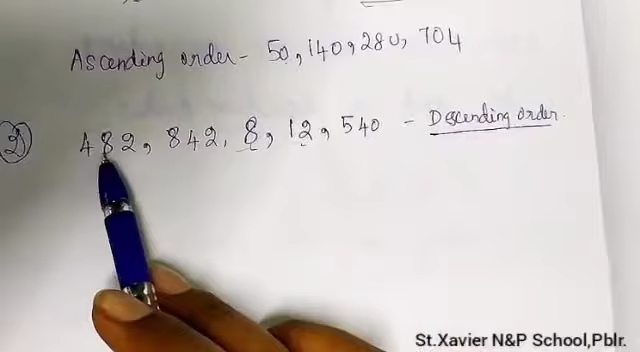 Ascending order - 50, 140, 280, 704
2) 482, 842, 8, 12, 540 - Descending order.
St.Xavier N&P School,Pblr.